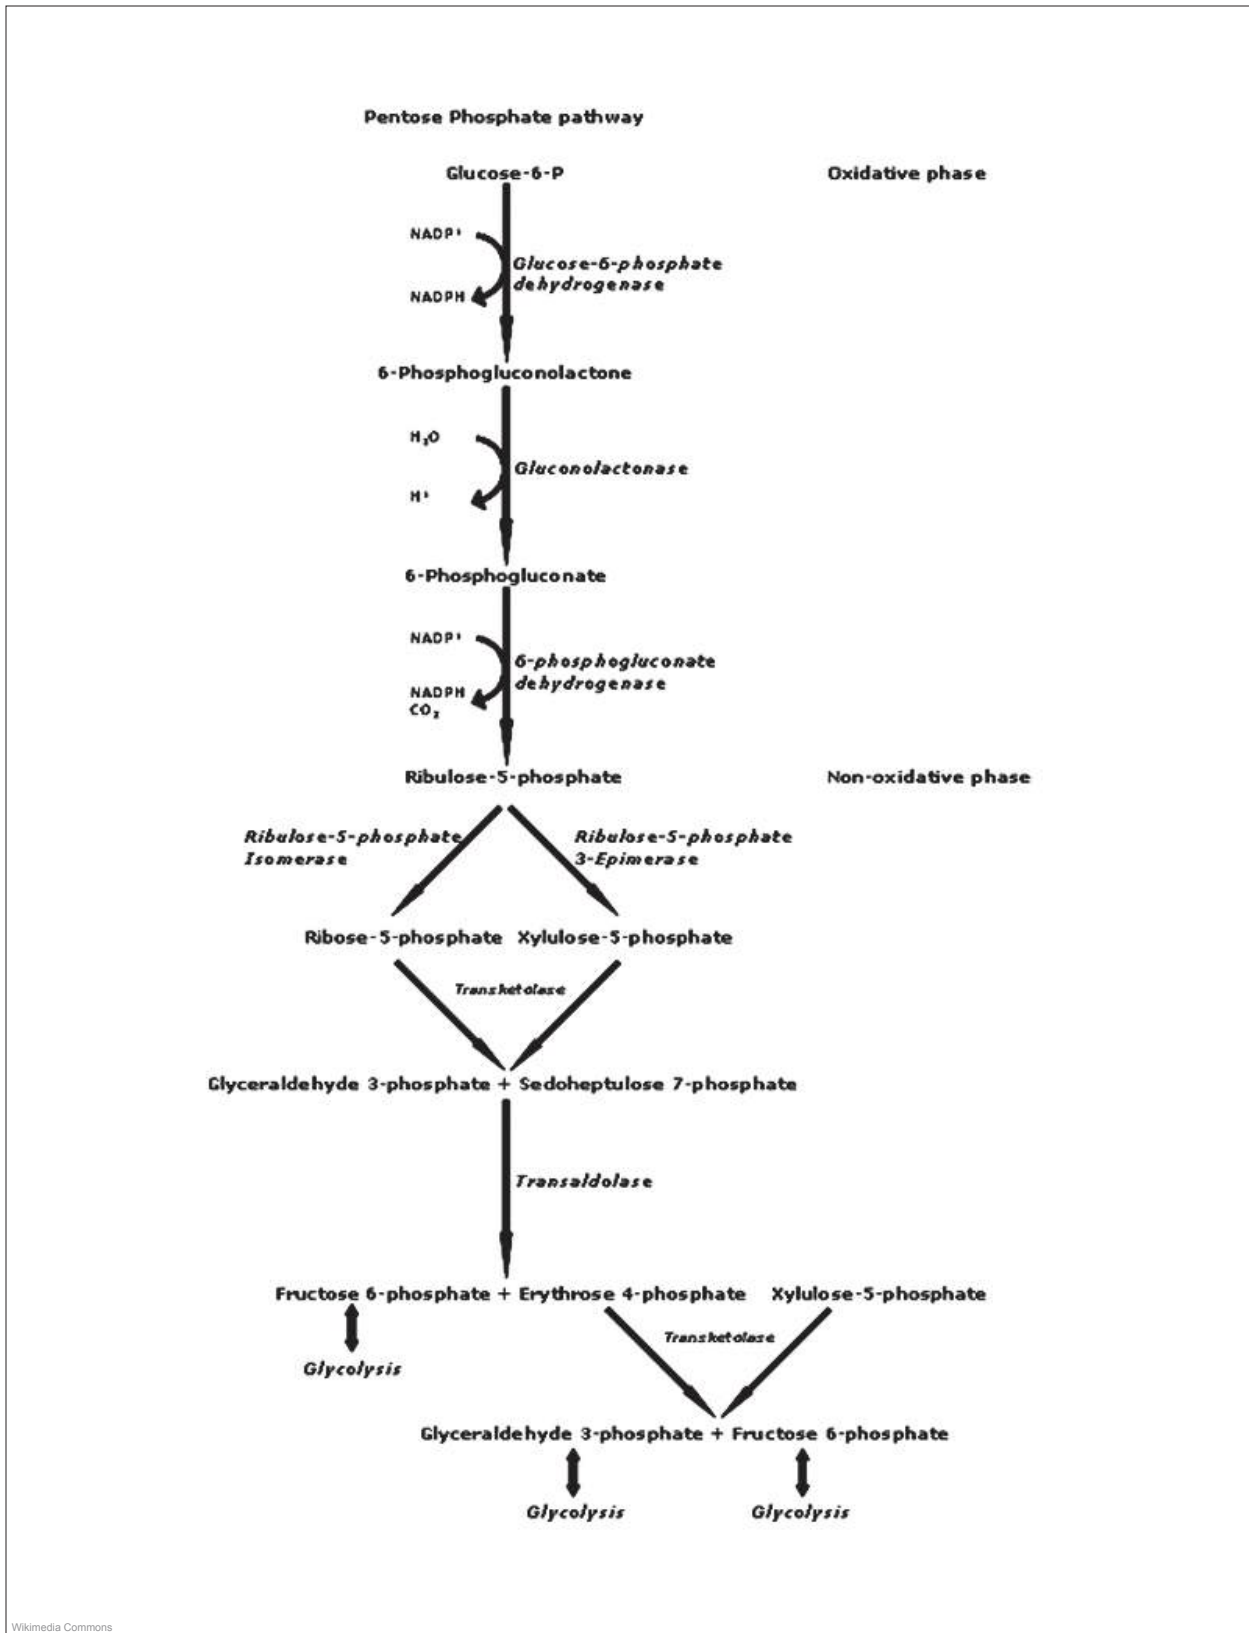 Pentose Phosphate pathway
Glucose-6-P
Oxidative phase
NADP⁺
Glucose-6-phosphate
dehydrogenase
NADPH
6-Phosphogluconolactone
H₂O
Gluconolactonase
H⁺
6-Phosphogluconate
NADP⁺
6-phosphogluconate
dehydrogenase
NADPH
CO₂
Ribulose-5-phosphate
Non-oxidative phase
Ribulose-5-phosphate
Isomerase
Ribulose-5-phosphate
3-Epimerase
Ribose-5-phosphate
Xylulose-5-phosphate
Transketolase
Glyceraldehyde 3-phosphate + Sedoheptulose 7-phosphate
Transaldolase
Fructose 6-phosphate + Erythrose 4-phosphate
Xylulose-5-phosphate
Transketolase
Glycolysis
Glyceraldehyde 3-phosphate + Fructose 6-phosphate
Glycolysis
Glycolysis
Wikimedia Commons